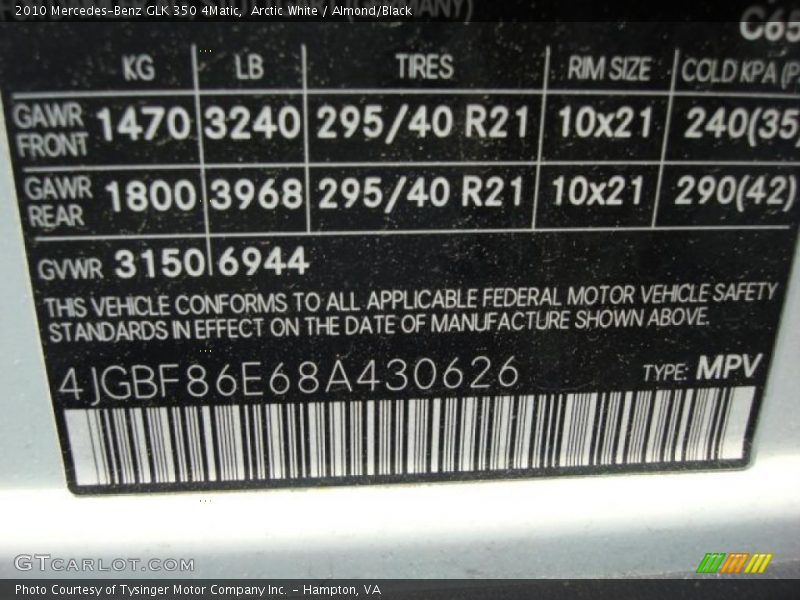 2010 Mercedes-Benz GLK 350 4Matic,  Arctic White / Almond/Black
KG LB TIRES RIM SIZE COLD KPA (P
GAWR FRONT 1470 3240 295/40 R21 10x21 240(35
GAWR REAR 1800 3968 295/40 R21 10x21 290(42)
GVWR 3150 6944
THIS VEHICLE CONFORMS TO ALL APPLICABLE FEDERAL MOTOR VEHICLE SAFETY
STANDARDS IN EFFECT ON THE DATE OF MANUFACTURE SHOWN ABOVE.
4JGBF86E68A430626 TYPE: MPV
GTCARLOT.COM
Photo Courtesy of Tysinger Motor Company Inc. - Hampton, VA